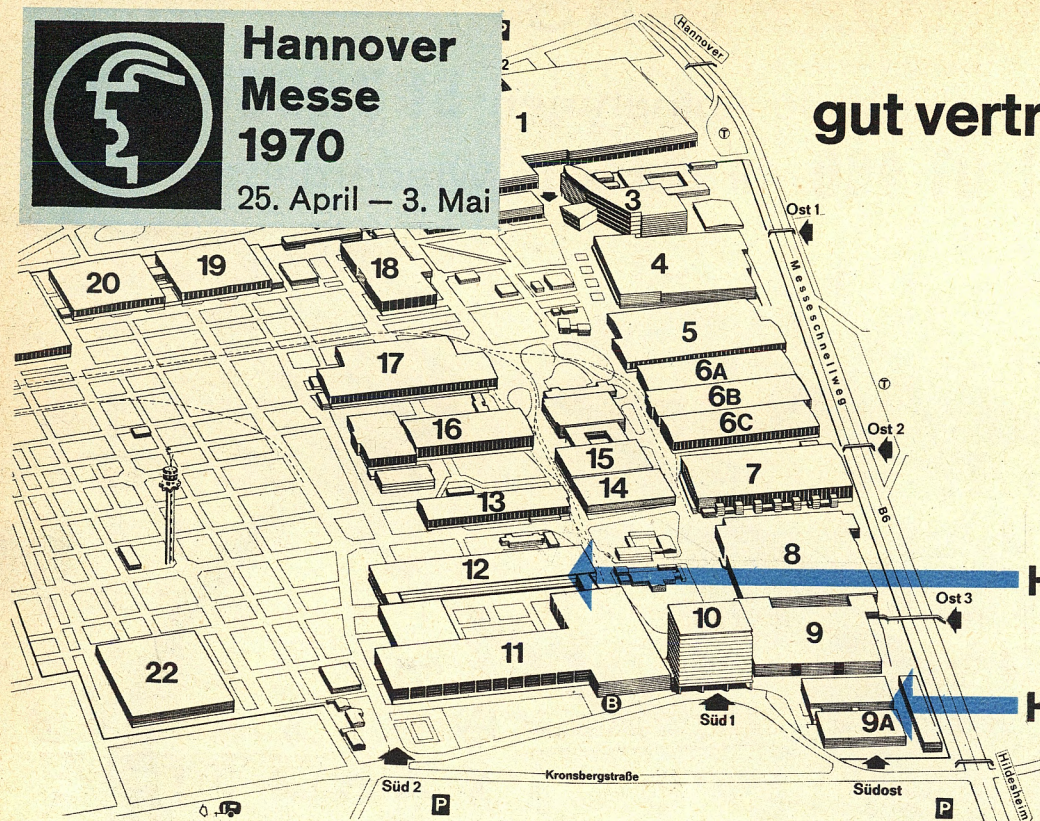 Hannover
Messe
1970
25. April – 3. Mai
gut vertr
P
2
Hannover
T
1
3
Ost 1
4
20
19
18
Messeschnellweg
5
17
6A
6B
6C
T
16
Ost 2
15
7
14
13
B6
8
12
H
Ost 3
10
9
11
22
B
H
Süd 1
9A
Süd 2
Kronsbergstraße
Südost
Hildesheim
P
P